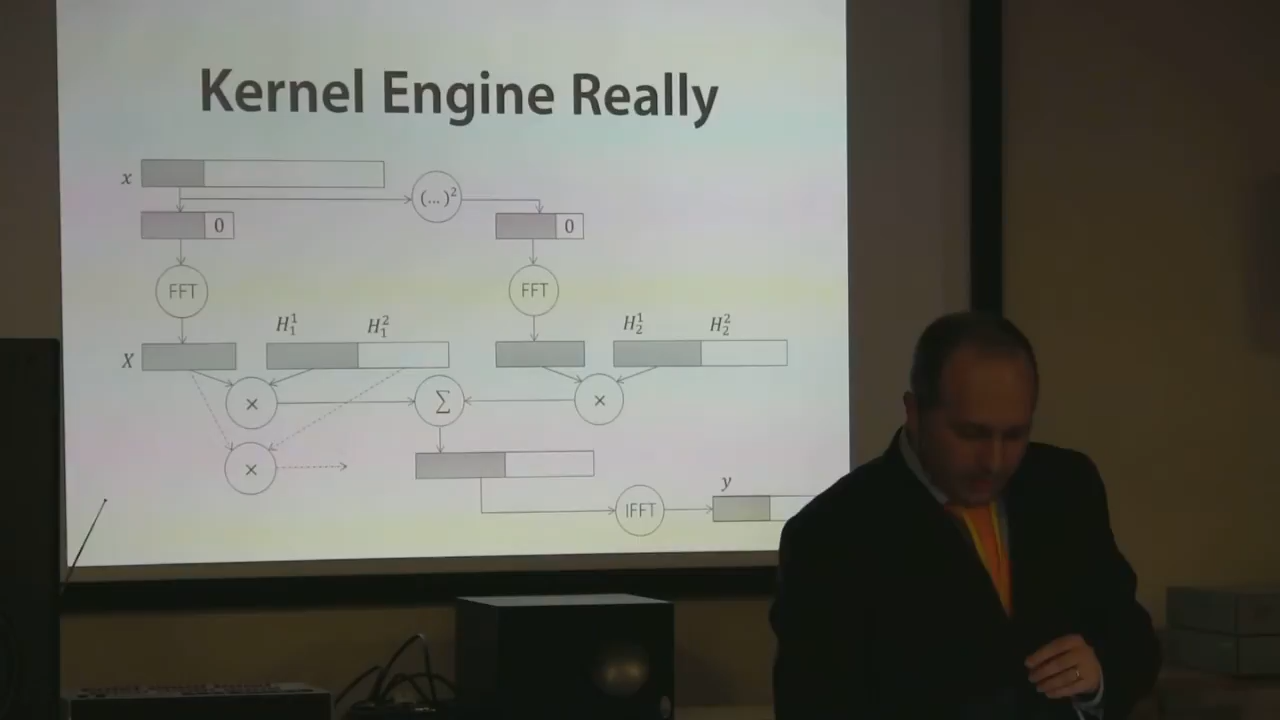 Kernel Engine Really
x
(...)²
0
0
FFT
FFT
H₁¹ H₁² H₂¹ H₂²
X
× ∑ ×
×
y
IFFT